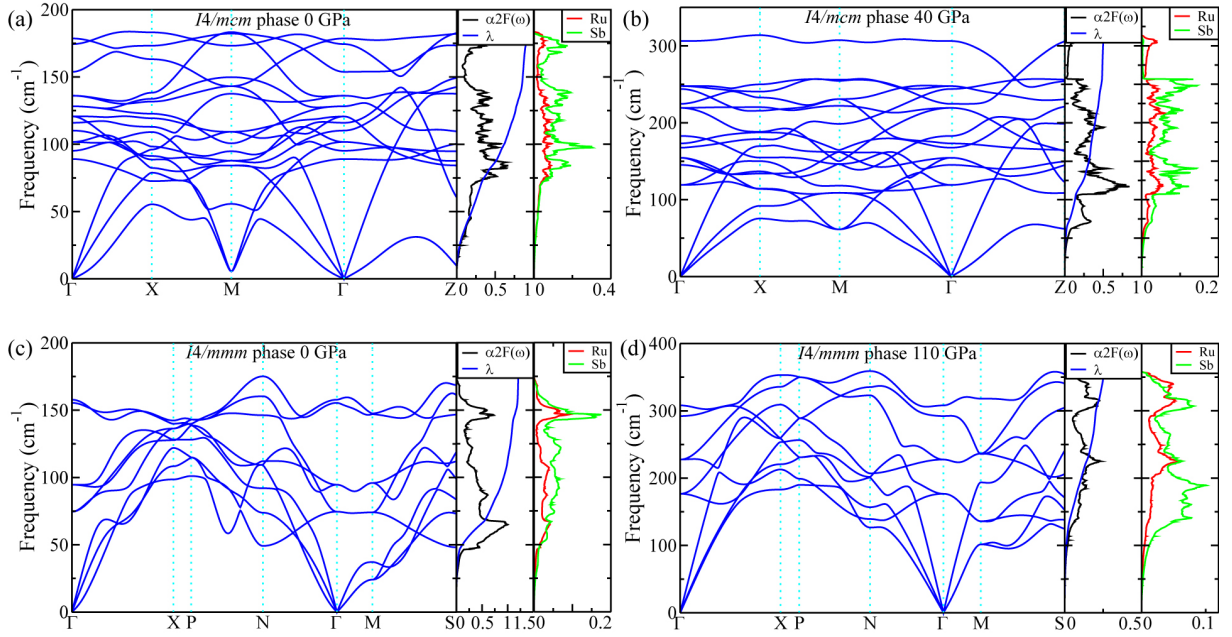 (a)
I4/mcm phase 0 GPa
α2F(ω)
λ
Ru
Sb
Frequency (cm⁻¹)
200
150
100
50
0
Γ X M Γ Z 0 0.5 1 0 0.4
(b)
I4/mcm phase 40 GPa
α2F(ω)
λ
Ru
Sb
Frequency (cm⁻¹)
300
200
100
0
Γ X M Γ Z 0 0.5 1 0 0.2
(c)
I4/mmm phase 0 GPa
α2F(ω)
λ
Ru
Sb
Frequency (cm⁻¹)
200
150
100
50
0
Γ X P N Γ M S 0 0.5 1 1.5 0 0.2
(d)
I4/mmm phase 110 GPa
α2F(ω)
λ
Ru
Sb
Frequency (cm⁻¹)
400
300
200
100
0
Γ X P N Γ M S 0 0.5 0 0.1